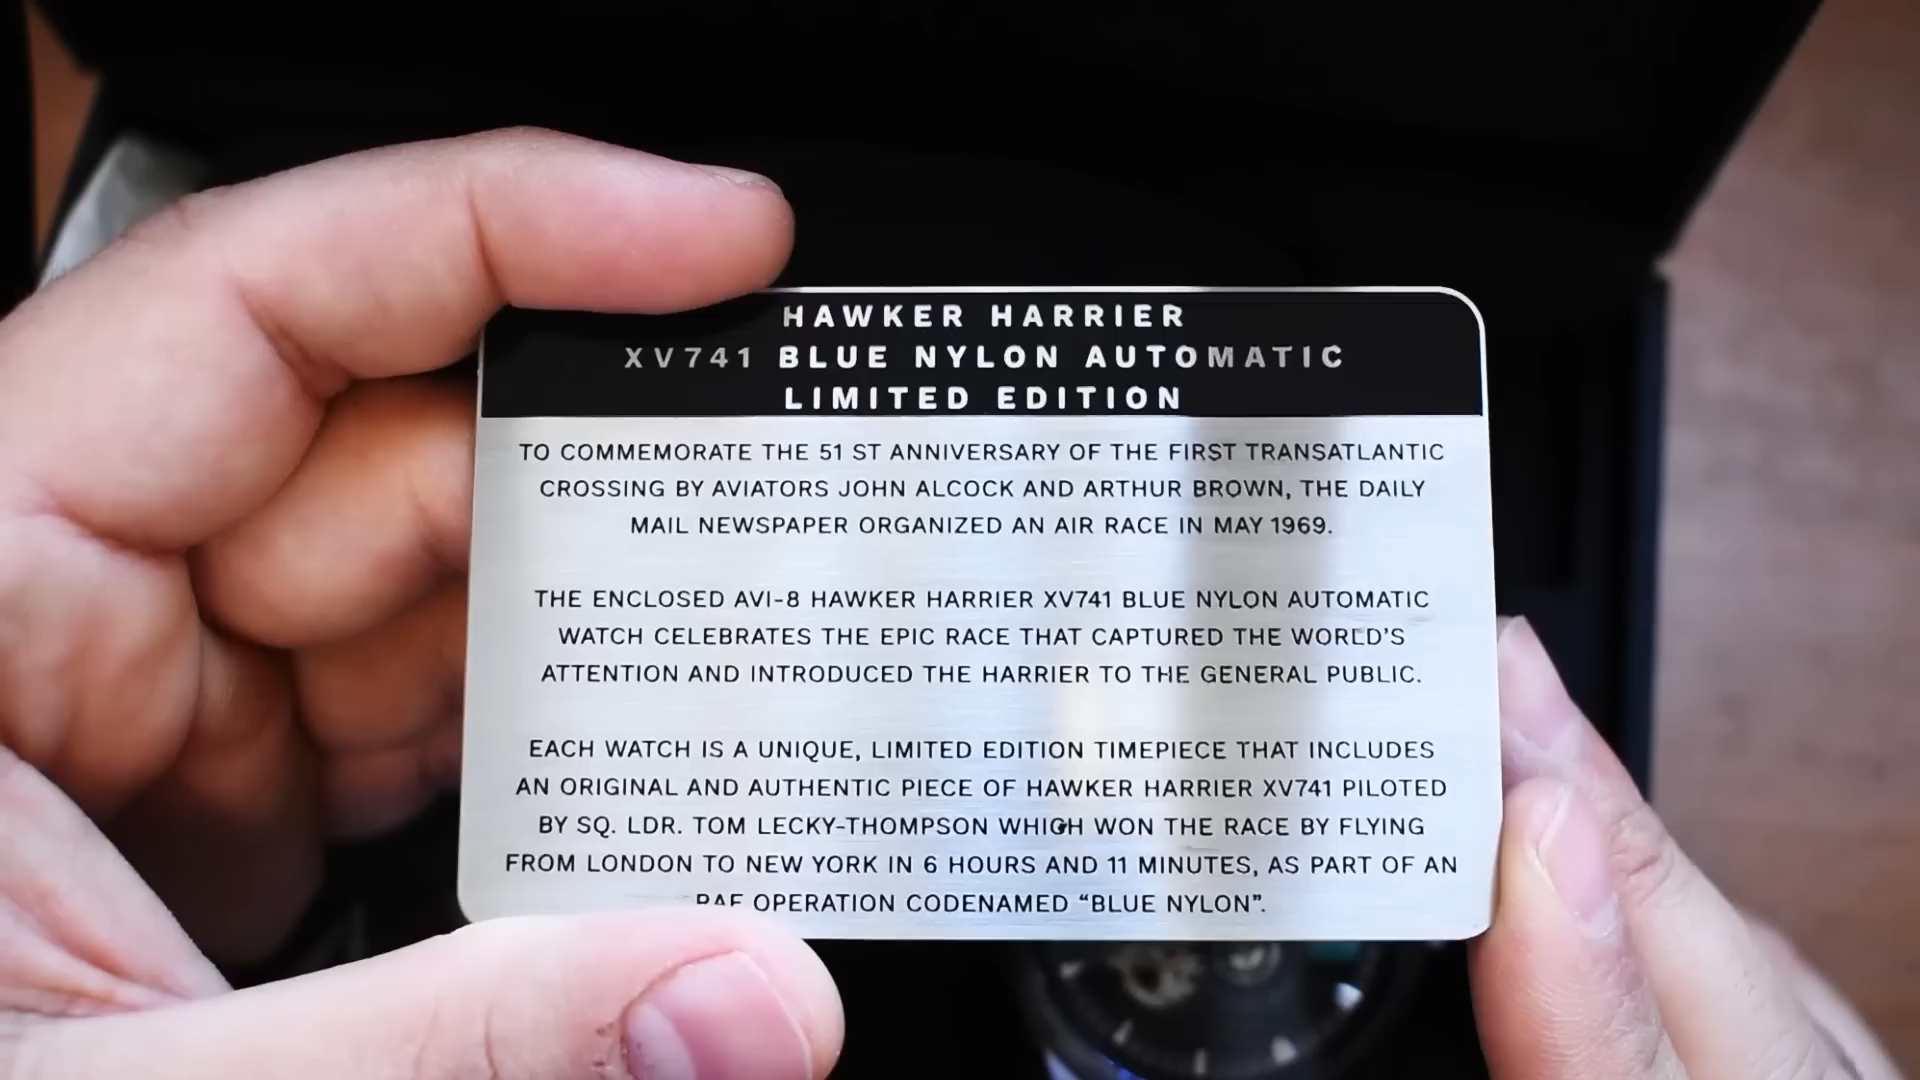 HAWKER HARRIER
XV741 BLUE NYLON AUTOMATIC
LIMITED EDITION
TO COMMEMORATE THE 51 ST ANNIVERSARY OF THE FIRST TRANSATLANTIC
CROSSING BY AVIATORS JOHN ALCOCK AND ARTHUR BROWN, THE DAILY
MAIL NEWSPAPER ORGANIZED AN AIR RACE IN MAY 1969.
THE ENCLOSED AVI-8 HAWKER HARRIER XV741 BLUE NYLON AUTOMATIC
WATCH CELEBRATES THE EPIC RACE THAT CAPTURED THE WORLD'S
ATTENTION AND INTRODUCED THE HARRIER TO THE GENERAL PUBLIC.
EACH WATCH IS A UNIQUE, LIMITED EDITION TIMEPIECE THAT INCLUDES
AN ORIGINAL AND AUTHENTIC PIECE OF HAWKER HARRIER XV741 PILOTED
BY SQ. LDR. TOM LECKY-THOMPSON WHICH WON THE RACE BY FLYING
FROM LONDON TO NEW YORK IN 6 HOURS AND 11 MINUTES, AS PART OF AN
RAF OPERATION CODENAMED “BLUE NYLON”.